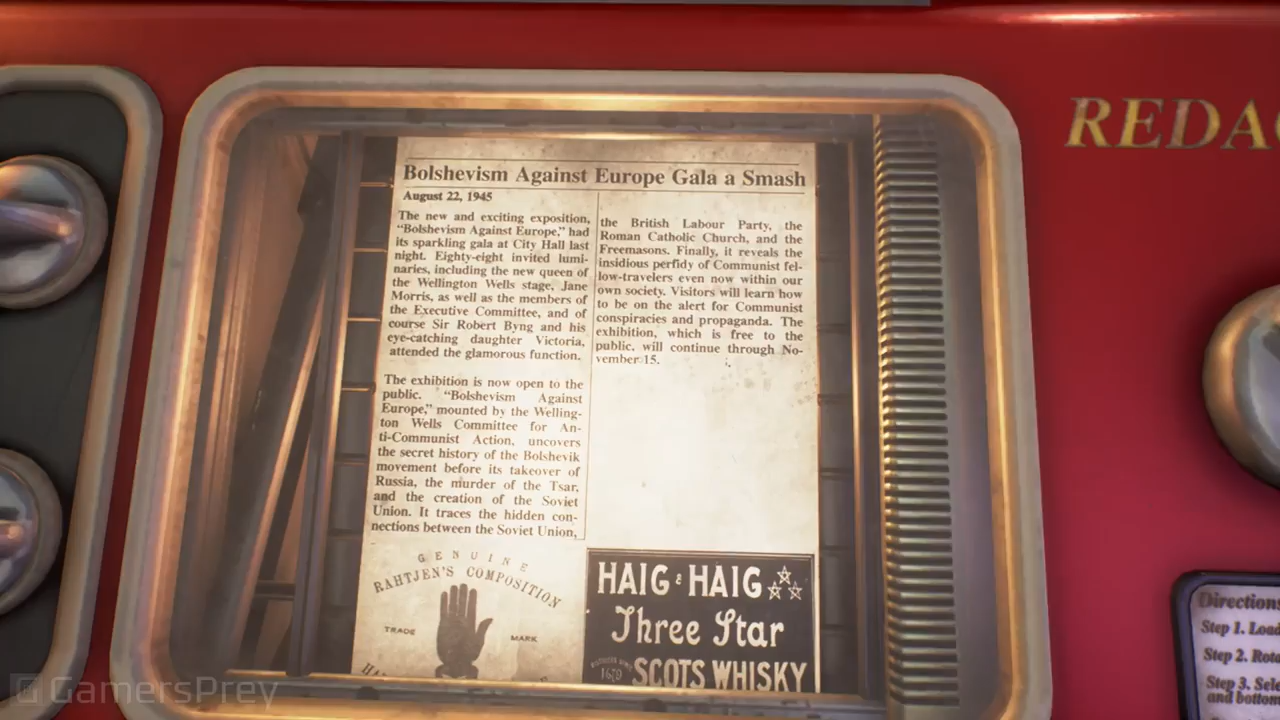 Bolshevism Against Europe Gala a Smash
August 22, 1945
The new and exciting exposition,
"Bolshevism Against Europe," had
its sparkling gala at City Hall last
night. Eighty-eight invited lumi-
naries, including the new queen of
the Wellington Wells stage, Jane
Morris, as well as the members of
the Executive Committee, and of
course Sir Robert Byng and his
eye-catching daughter Victoria,
attended the glamorous function.
The exhibition is now open to the
public. "Bolshevism Against
Europe," mounted by the Welling-
ton Wells Committee for An-
ti-Communist Action, uncovers
the secret history of the Bolshevik
movement before its takeover of
Russia, the murder of the Tsar,
and the creation of the Soviet
Union. It traces the hidden con-
nections between the Soviet Union,
the British Labour Party, the
Roman Catholic Church, and the
Freemasons. Finally, it reveals the
insidious perfidy of Communist fel-
low-travelers even now within our
own society. Visitors will learn how
to be on the alert for Communist
conspiracies and propaganda. The
exhibition, which is free to the
public, will continue through No-
vember 15.
GENUINE
RAHTJEN'S COMPOSITION
TRADE MARK
HAIG & HAIG
Three Star
SCOTS WHISKY
REDA
Directions
Step 1. Load
Step 2. Rota
Step 3. Sele
and bottom
GamersPrey